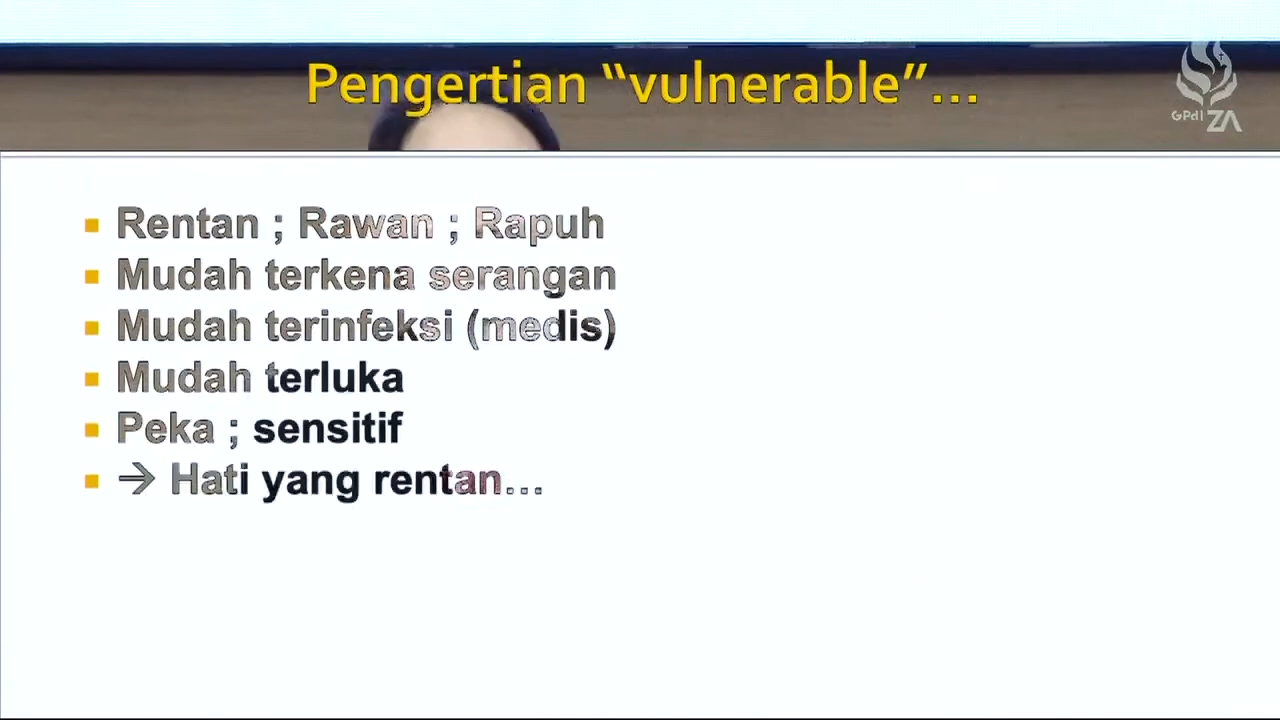 Pengertian “vulnerable”...
GPdI ZA
Rentan ; Rawan ; Rapuh
Mudah terkena serangan
Mudah terinfeksi (medis)
Mudah terluka
Peka ; sensitif
→ Hati yang rentan...